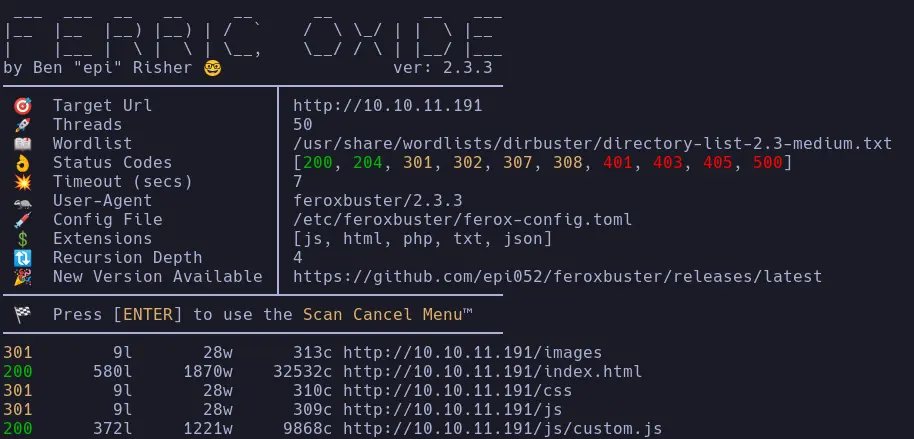 FERRIC OXIDE
by Ben "epi" Risher 🤓 ver: 2.3.3
🎯 Target Url │ http://10.10.11.191
🚀 Threads │ 50
📖 Wordlist │ /usr/share/wordlists/dirbuster/directory-list-2.3-medium.txt
👌 Status Codes │ [200, 204, 301, 302, 307, 308, 401, 403, 405, 500]
💥 Timeout (secs) │ 7
🦡 User-Agent │ feroxbuster/2.3.3
💉 Config File │ /etc/feroxbuster/ferox-config.toml
💲 Extensions │ [js, html, php, txt, json]
🔃 Recursion Depth │ 4
🎉 New Version Available │ https://github.com/epi052/feroxbuster/releases/latest
🏁 Press [ENTER] to use the Scan Cancel Menu™
301 9l 28w 313c http://10.10.11.191/images
200 580l 1870w 32532c http://10.10.11.191/index.html
301 9l 28w 310c http://10.10.11.191/css
301 9l 28w 309c http://10.10.11.191/js
200 372l 1221w 9868c http://10.10.11.191/js/custom.js